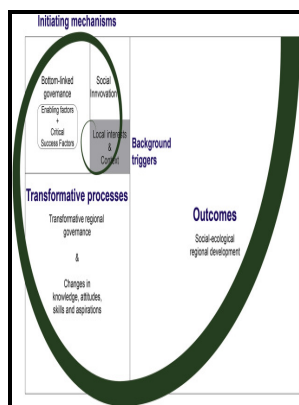 Initiating mechanisms
Bottom-linked
governance
Enabling factors
+
Critical
Success Factors
Social
Innovation
Local interests
&
Context
Background
triggers
Transformative processes
Transformative regional
governance
&
Changes in
knowledge, attitudes,
skills and aspirations
Outcomes
Social-ecological
regional development